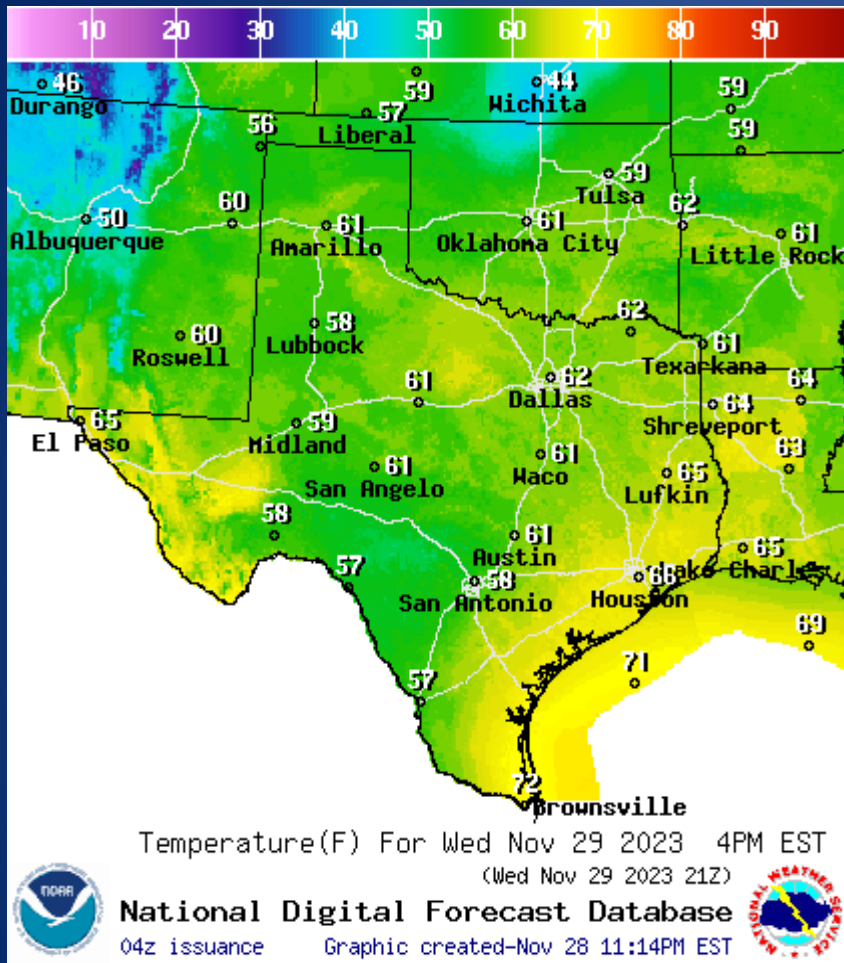 10 20 30 40 50 60 70 80 90
46
Durango
59
44
Wichita
59
57
Liberal
56
59
59
Tulsa
50
Albuquerque
60
61
Amarillo
61
Oklahoma City
62
61
Little Rock
60
Roswell
58
Lubbock
62
61
Texarkana
62
Dallas
61
64
Shreveport
64
65
El Paso
59
Midland
61
San Angelo
61
Waco
65
Lufkin
63
58
61
Austin
65
Lake Charles
57
58
San Antonio
66
Houston
69
71
57
72
Brownsville
Temperature(F) For Wed Nov 29 2023 4PM EST
(Wed Nov 29 2023 21Z)
National Digital Forecast Database
04z issuance Graphic created-Nov 28 11:14PM EST
NOAA
NATIONAL WEATHER SERVICE